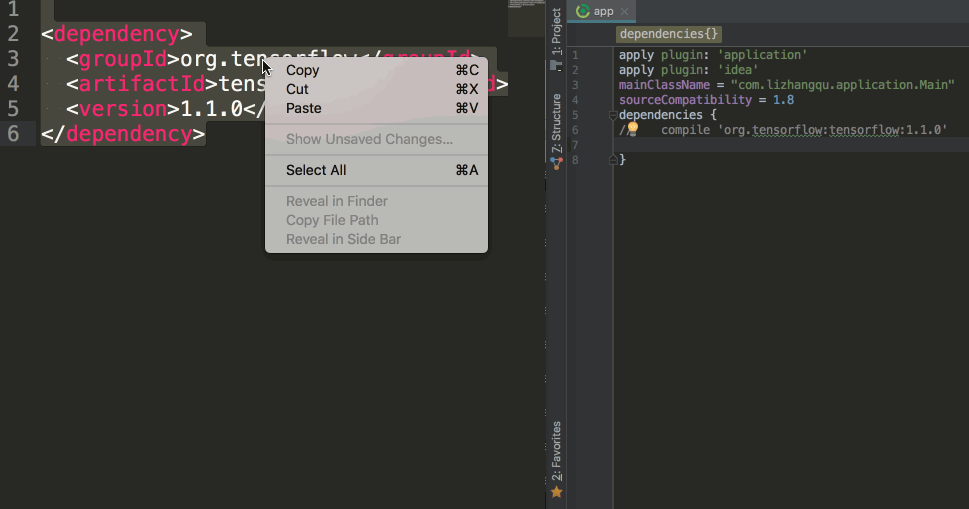 1
2 <dependency>
3 <groupId>org.tensorflow</groupId>
4 <artifactId>tens
5 <version>1.1.0</
6 </dependency>
Copy ⌘C
Cut ⌘X
Paste ⌘V
Show Unsaved Changes...
Select All ⌘A
Reveal in Finder
Copy File Path
Reveal in Side Bar
1: Project
7: Structure
2: Favorites
app
dependencies{}
1 apply plugin: 'application'
2 apply plugin: 'idea'
3 mainClassName = "com.lizhangqu.application.Main"
4 sourceCompatibility = 1.8
5 dependencies {
6 // compile 'org.tensorflow:tensorflow:1.1.0'
7
8 }